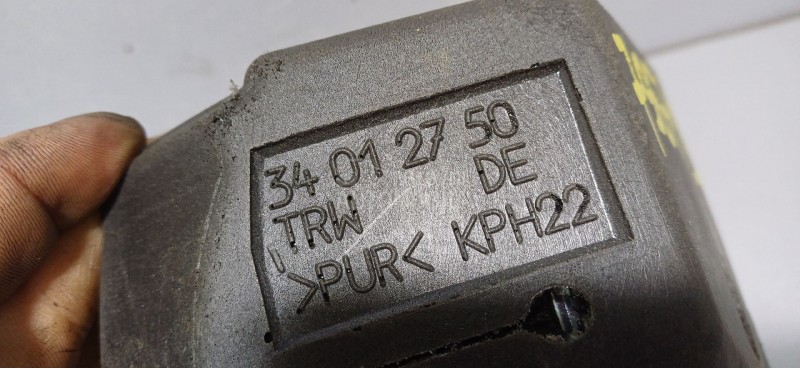 34 01 27 50
TRW DE
>PUR< KPH22